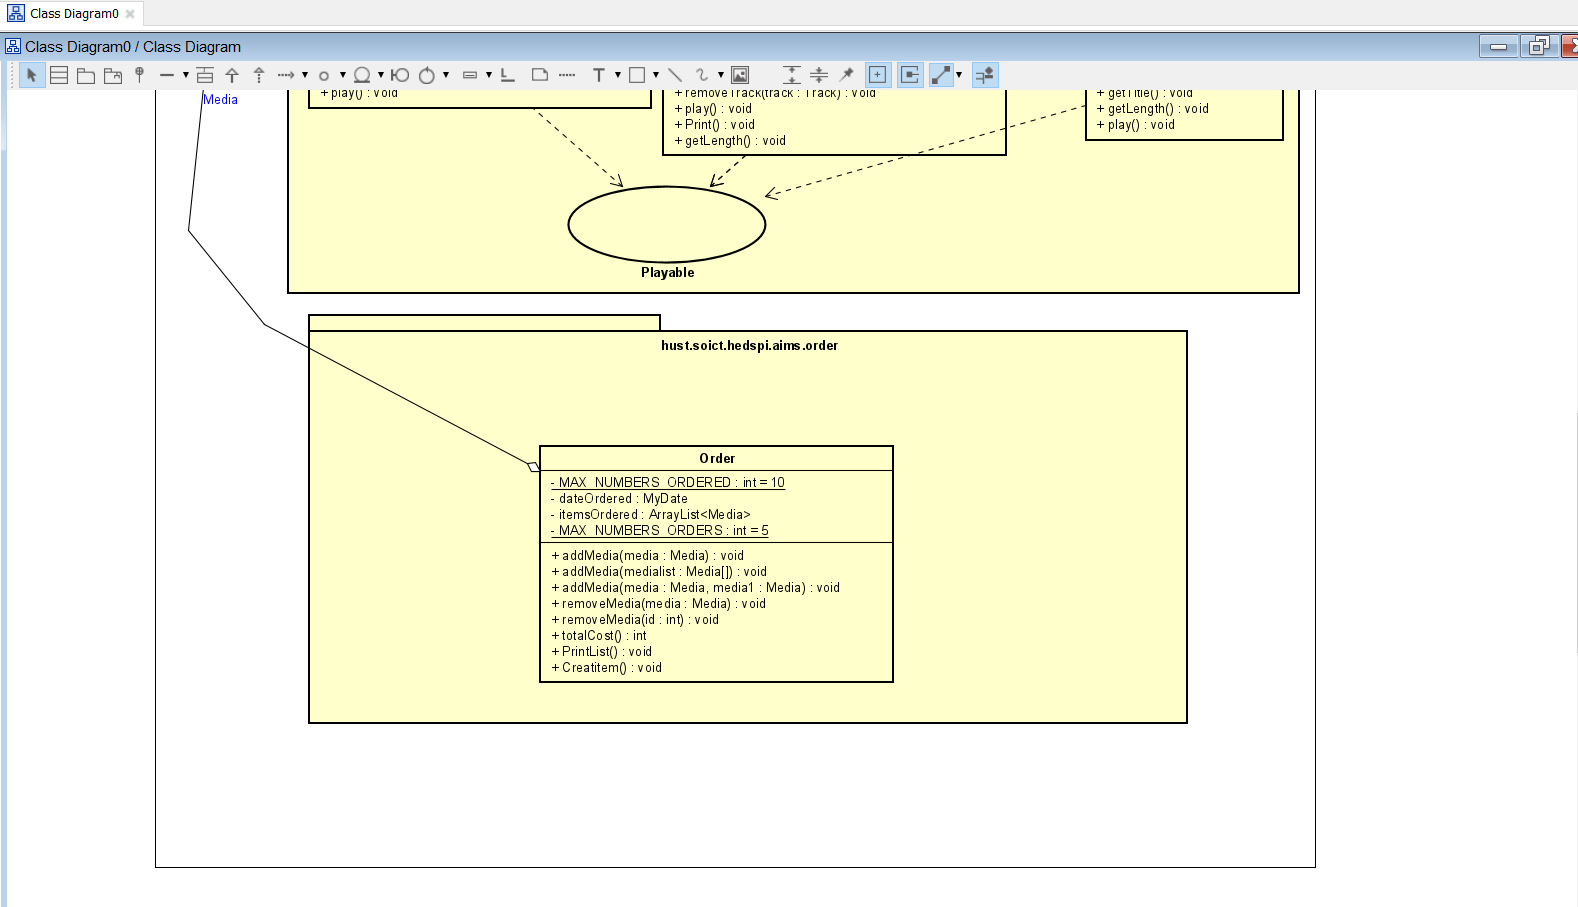 Class Diagram0
Class Diagram0 / Class Diagram
Media
+ play() : void
+ removeTrack(track : Track) : void
+ play() : void
+ Print() : void
+ getLength() : void
+ getTitle() : void
+ getLength() : void
+ play() : void
Playable
hust.soict.hedspi.aims.order
Order
- MAX_NUMBERS_ORDERED : int = 10
- dateOrdered : MyDate
- itemsOrdered : ArrayList<Media>
- MAX_NUMBERS_ORDERS : int = 5
+ addMedia(media : Media) : void
+ addMedia(medialist : Media[]) : void
+ addMedia(media : Media, media1 : Media) : void
+ removeMedia(media : Media) : void
+ removeMedia(id : int) : void
+ totalCost() : int
+ PrintList() : void
+ Creatitem() : void